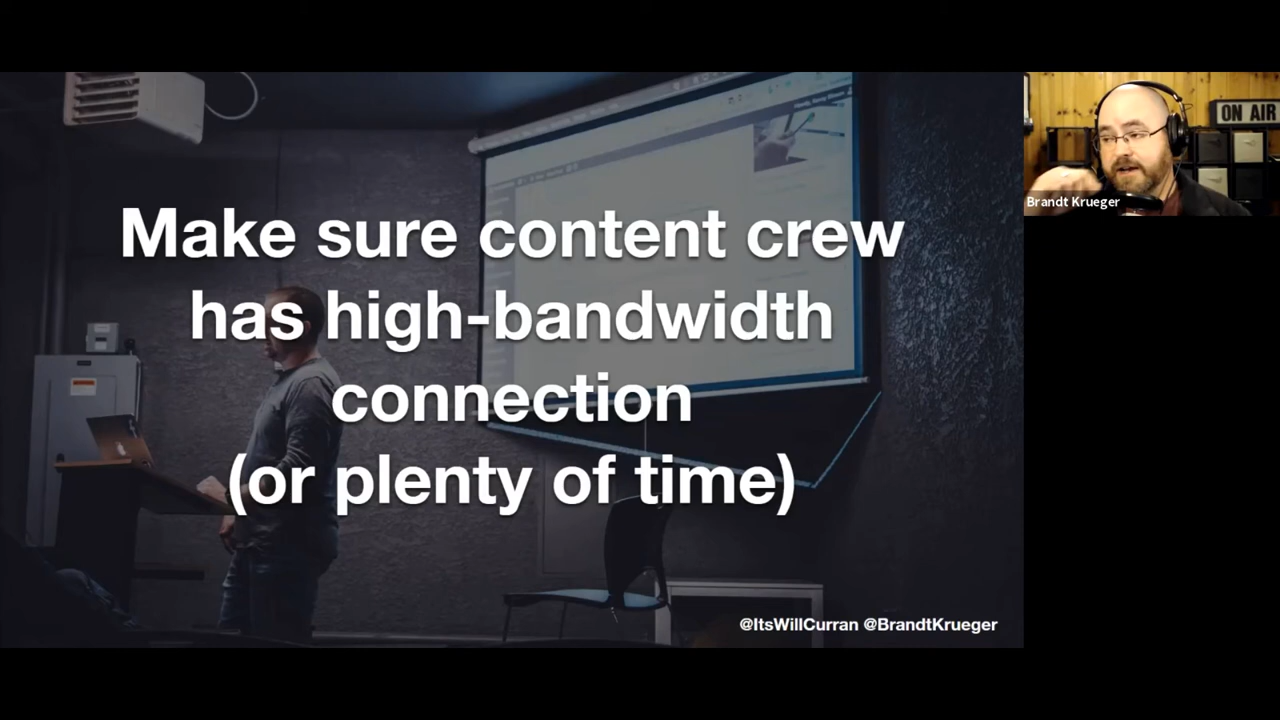 Make sure content crew
has high-bandwidth
connection
(or plenty of time)
@ItsWillCurran @BrandtKrueger
ON AIR
Brandt Krueger